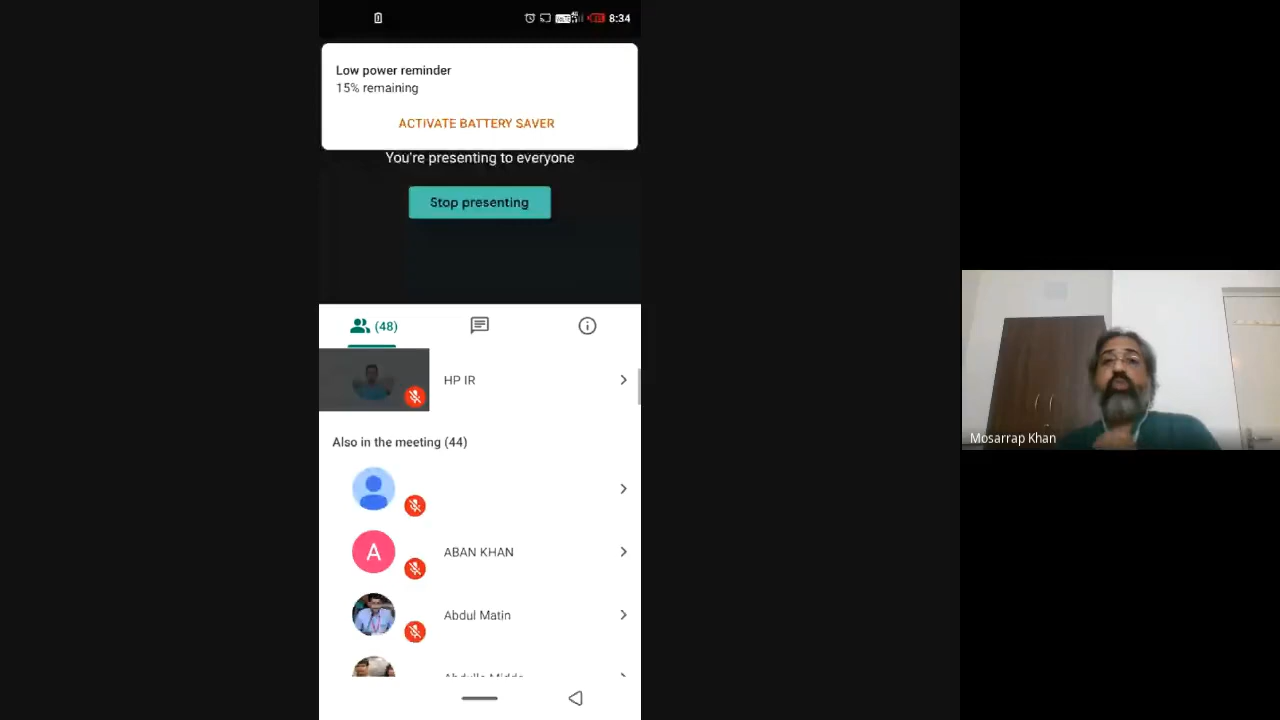 8:34
Low power reminder
15% remaining
ACTIVATE BATTERY SAVER
You're presenting to everyone
Stop presenting
(48)
HP IR
Also in the meeting (44)
A
ABAN KHAN
Abdul Matin
Mosarrap Khan